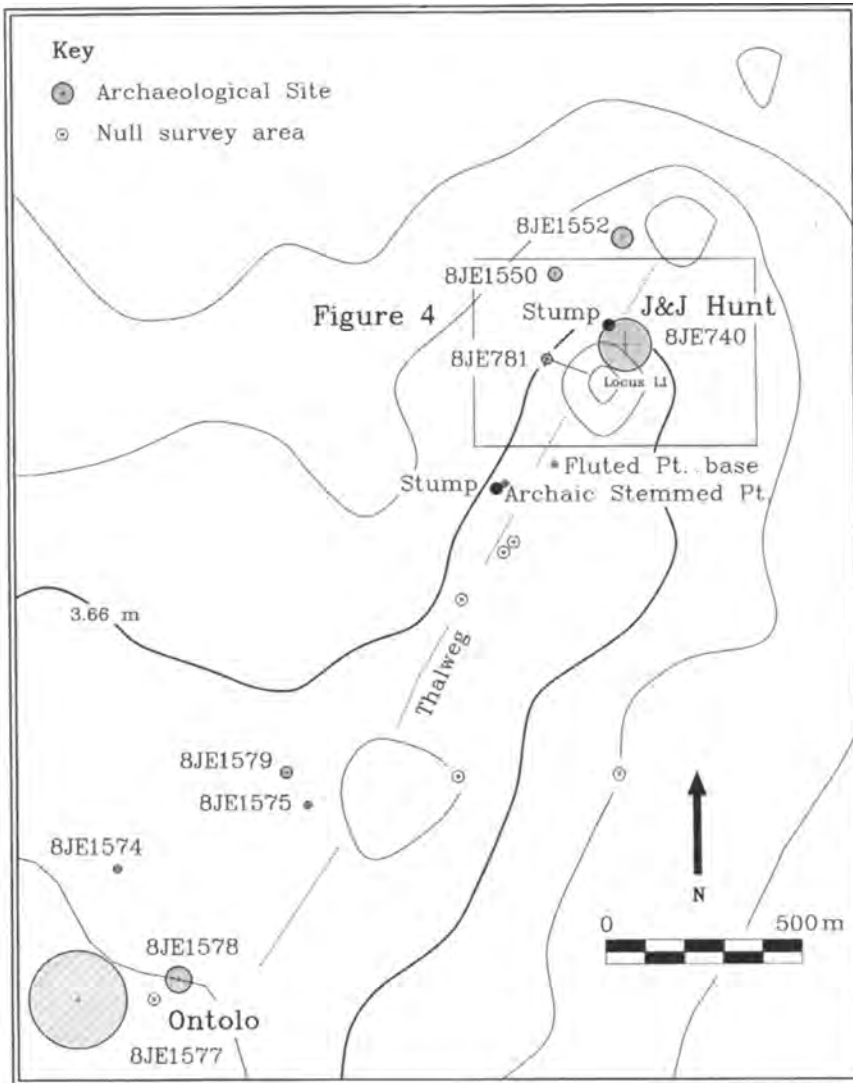 Key
Archaeological Site
Null survey area
8JE1552
8JE1550
Figure 4
Stump
J&J Hunt
8JE740
8JE781
Locus L1
Fluted Pt. base
Stump
Archaic Stemmed Pt.
3.66 m
Thalweg
8JE1579
8JE1575
8JE1574
N
0 500 m
8JE1578
Ontolo
8JE1577